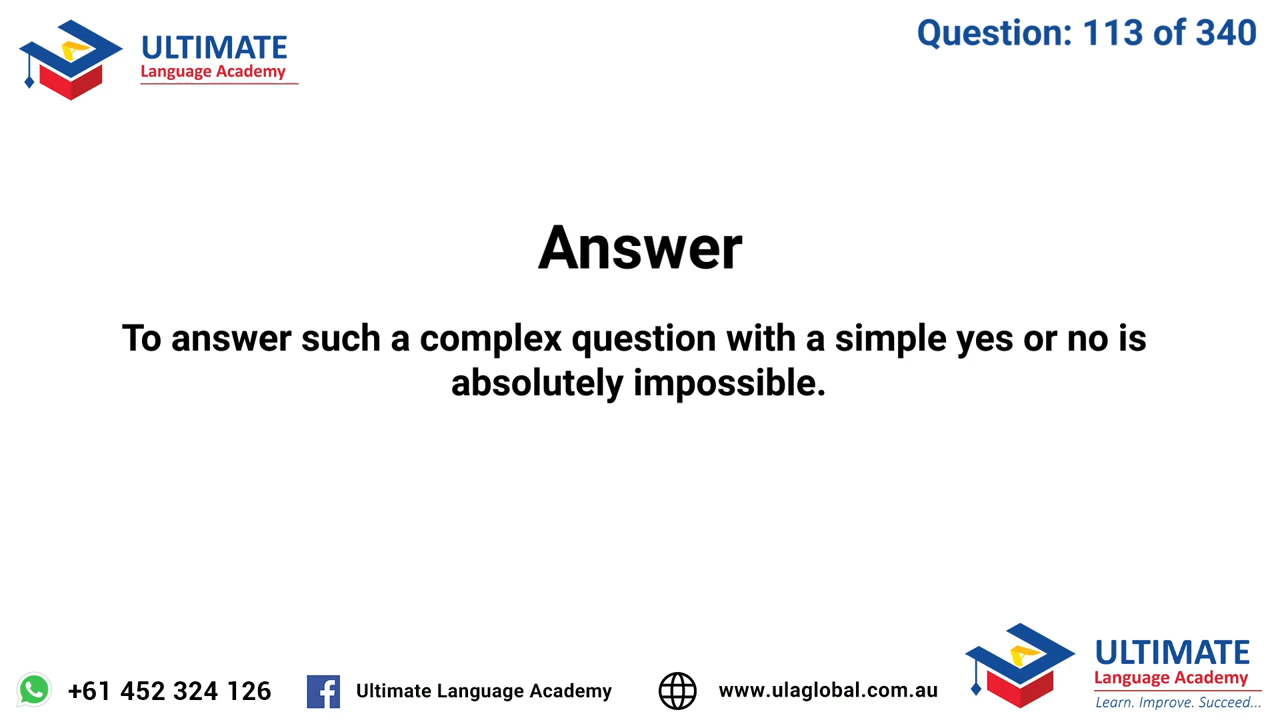 ULTIMATE
Language Academy
Question: 113 of 340
Answer
To answer such a complex question with a simple yes or no is
absolutely impossible.
+61 452 324 126
Ultimate Language Academy
www.ulaglobal.com.au
ULTIMATE
Language Academy
Learn. Improve. Succeed...